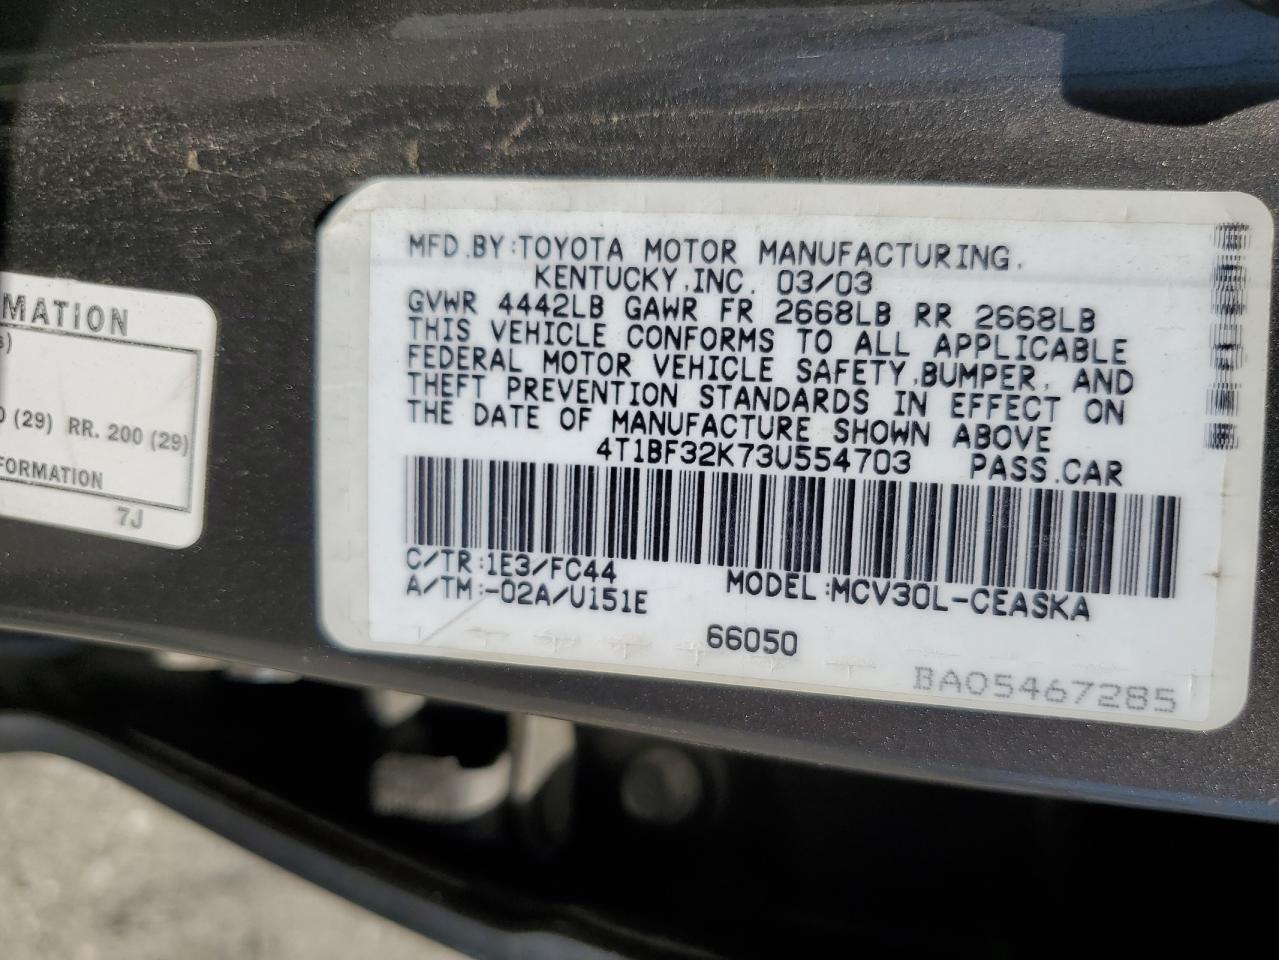 MATION
s)
0 (29) RR. 200 (29)
FORMATION
7J
MFD.BY:TOYOTA MOTOR MANUFACTURING,
KENTUCKY,INC. 03/03
GVWR 4442LB GAWR FR 2668LB RR 2668LB
THIS VEHICLE CONFORMS TO ALL APPLICABLE
FEDERAL MOTOR VEHICLE SAFETY,BUMPER, AND
THEFT PREVENTION STANDARDS IN EFFECT ON
THE DATE OF MANUFACTURE SHOWN ABOVE
4T1BF32K73U554703 PASS.CAR
C/TR:1E3/FC44
A/TM:-02A/U151E MODEL:MCV30L-CEASKA
66050
BA05467285